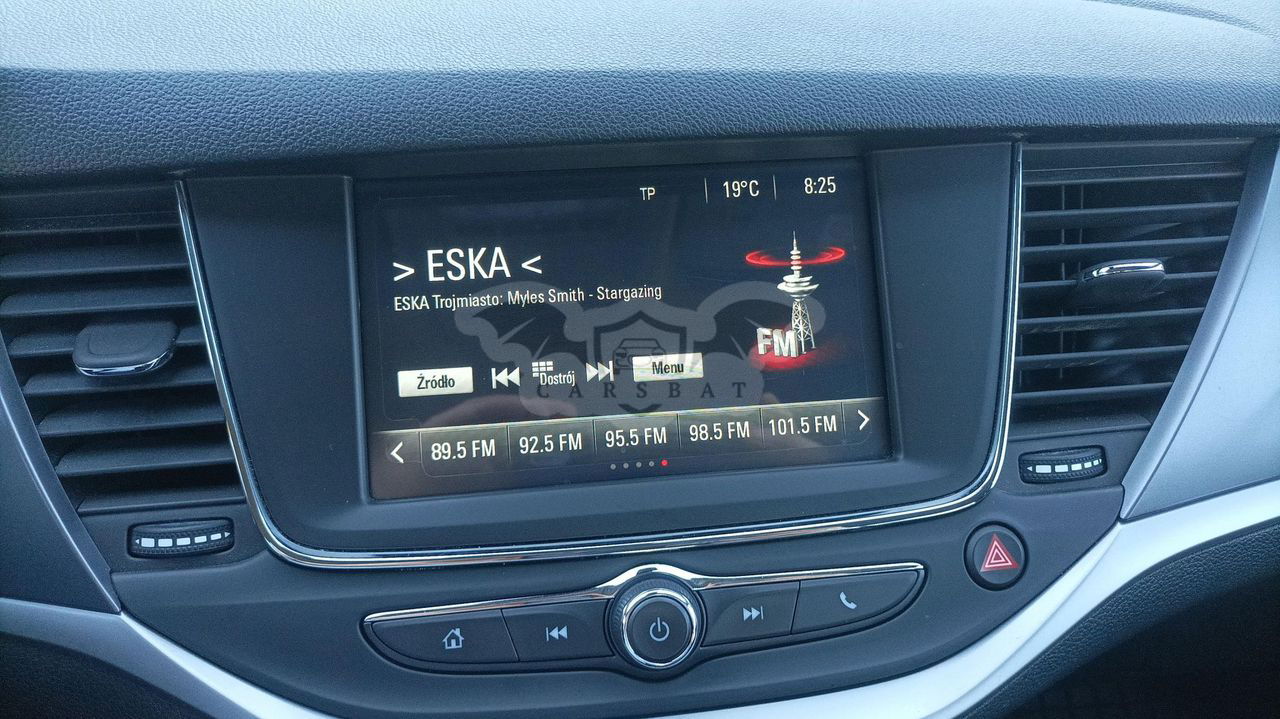 TP 19°C 8:25
> ESKA <
ESKA Trojmiasto: Myles Smith - Stargazing
FM
Źródło Dostrój Menu
CARSBAT
< 89.5 FM 92.5 FM 95.5 FM 98.5 FM 101.5 FM >